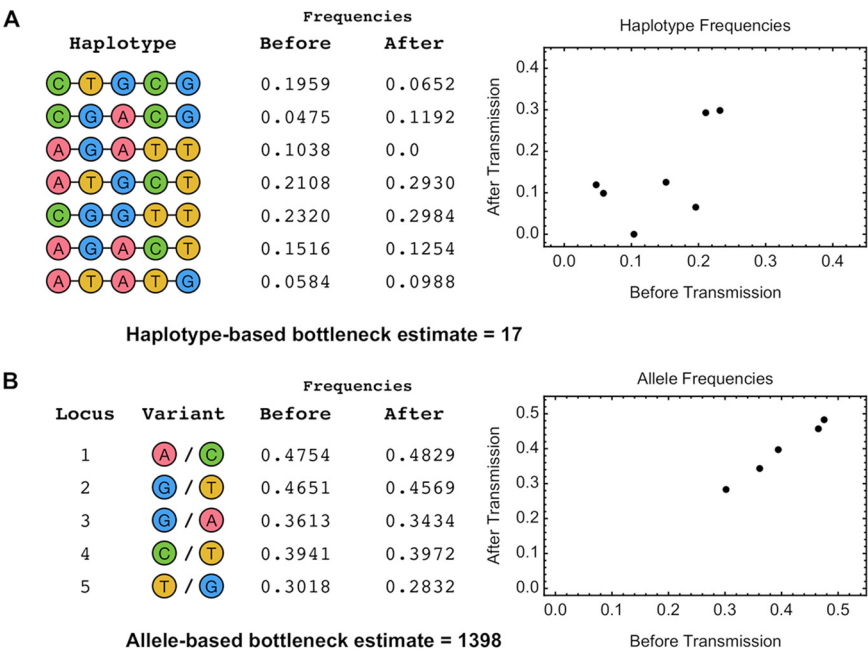 A
Frequencies
Haplotype Before After
C T G C G 0.1959 0.0652
C G A C G 0.0475 0.1192
A G A T T 0.1038 0.0
A T G C T 0.2108 0.2930
C G G T T 0.2320 0.2984
A G A C T 0.1516 0.1254
A T A T G 0.0584 0.0988
Haplotype Frequencies
After Transmission
0.4
0.3
0.2
0.1
0.0
0.0 0.1 0.2 0.3 0.4
Before Transmission
Haplotype-based bottleneck estimate = 17
B
Frequencies
Locus Variant Before After
1 A / C 0.4754 0.4829
2 G / T 0.4651 0.4569
3 G / A 0.3613 0.3434
4 C / T 0.3941 0.3972
5 T / G 0.3018 0.2832
Allele Frequencies
After Transmission
0.5
0.4
0.3
0.2
0.1
0.0
0.0 0.1 0.2 0.3 0.4 0.5
Before Transmission
Allele-based bottleneck estimate = 1398